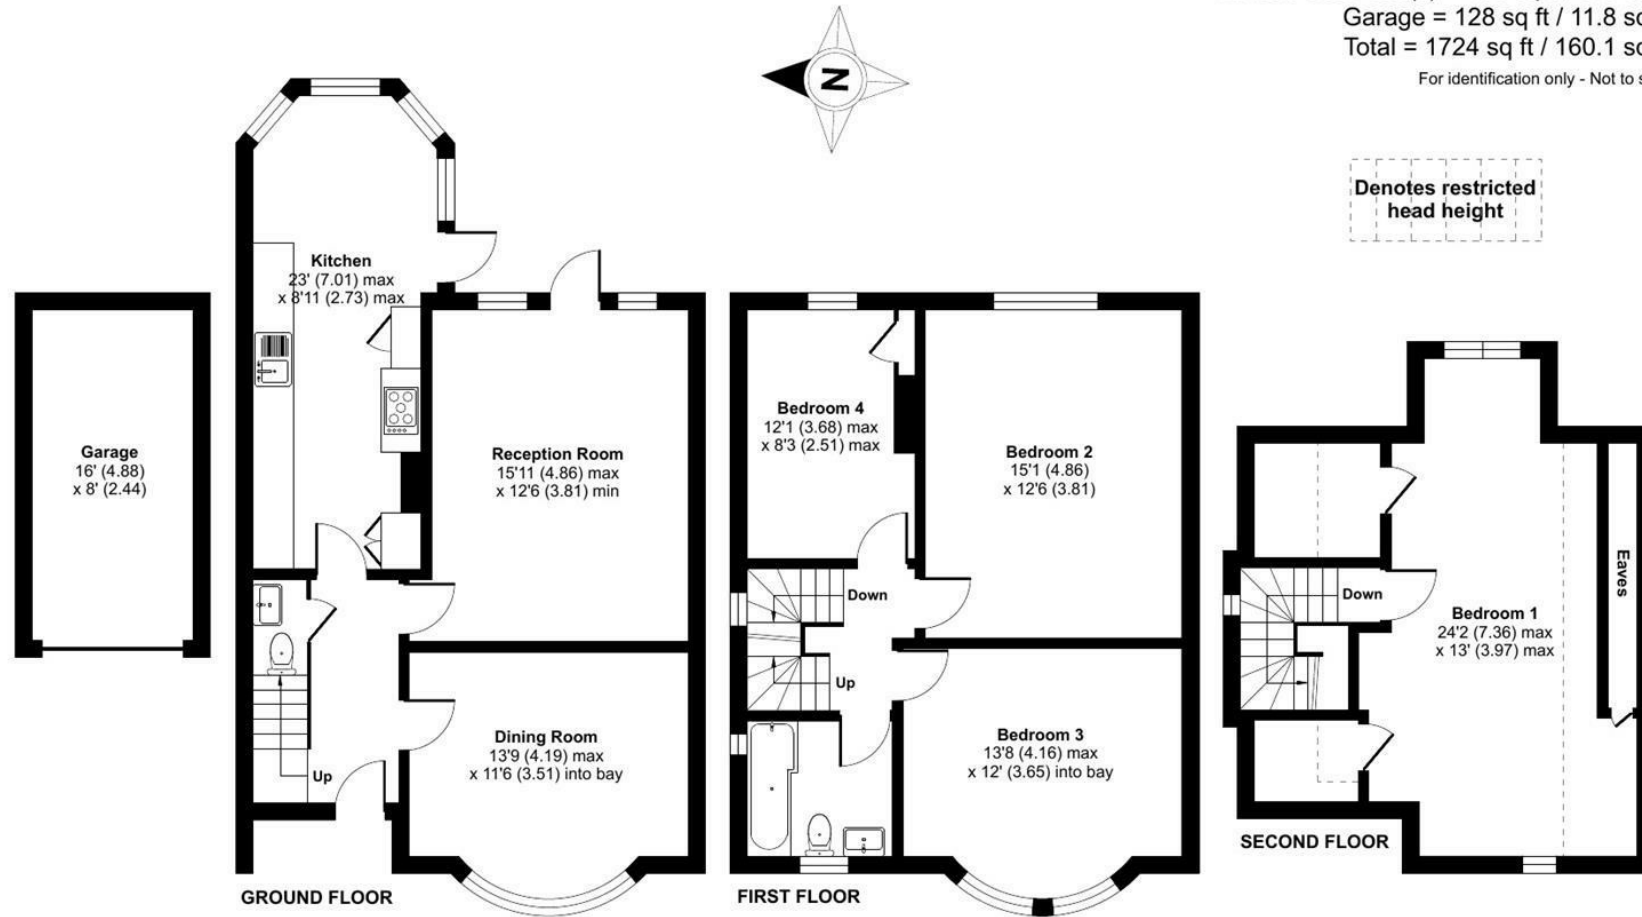 Garage = 128 sq ft / 11.8
Total = 1724 sq ft / 160.1
For identification only - Not to
N
Denotes restricted
head height
Kitchen
23' (7.01) max
x 8'11 (2.73) max
Garage
16' (4.88)
x 8' (2.44)
Reception Room
15'11 (4.86) max
x 12'6 (3.81) min
Dining Room
13'9 (4.19) max
x 11'6 (3.51) into bay
Up
GROUND FLOOR
Bedroom 4
12'1 (3.68) max
x 8'3 (2.51) max
Bedroom 2
15'1 (4.86)
x 12'6 (3.81)
Down
Up
Bedroom 3
13'8 (4.16) max
x 12' (3.65) into bay
FIRST FLOOR
Eaves
Down
Bedroom 1
24'2 (7.36) max
x 13' (3.97) max
SECOND FLOOR